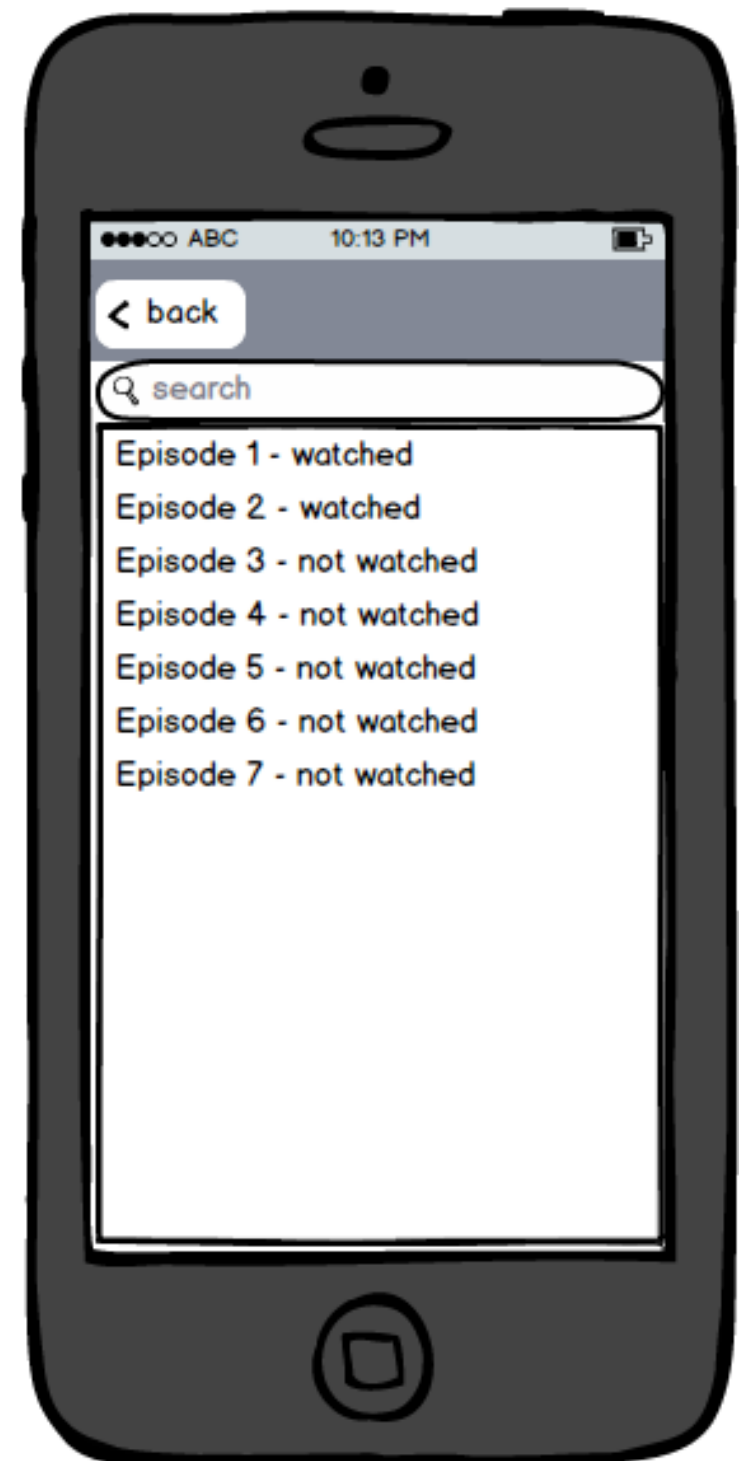 ABC 10:13 PM
back
search
Episode 1 - watched
Episode 2 - watched
Episode 3 - not watched
Episode 4 - not watched
Episode 5 - not watched
Episode 6 - not watched
Episode 7 - not watched